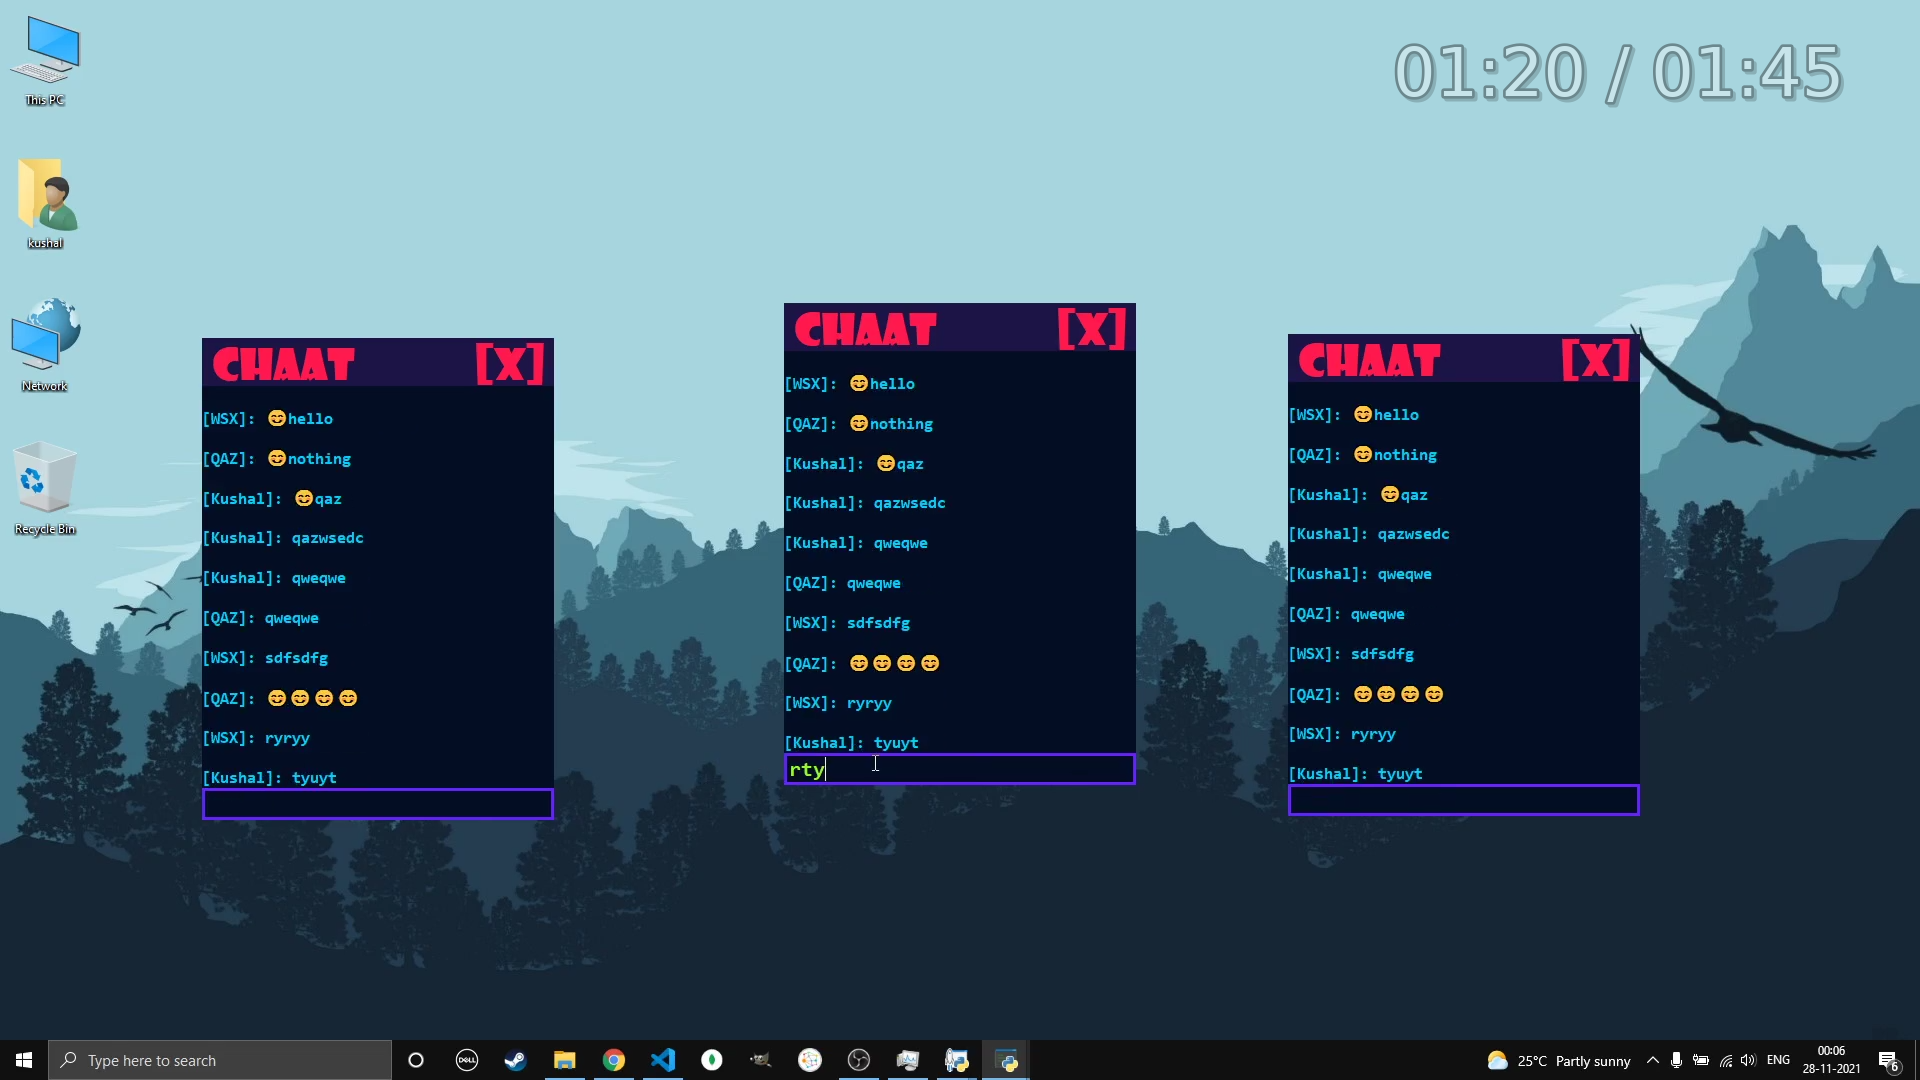 This PC
kushal
Network
Recycle Bin
01:20 / 01:45
CHAAT [X]
[WSX]: 😊hello
[QAZ]: 😊nothing
[Kushal]: 😊qaz
[Kushal]: qazwsedc
[Kushal]: qweqwe
[QAZ]: qweqwe
[WSX]: sdfsdfg
[QAZ]: 😊😊😊😊
[WSX]: ryryy
[Kushal]: tyuyt
CHAAT [X]
[WSX]: 😊hello
[QAZ]: 😊nothing
[Kushal]: 😊qaz
[Kushal]: qazwsedc
[Kushal]: qweqwe
[QAZ]: qweqwe
[WSX]: sdfsdfg
[QAZ]: 😊😊😊😊
[WSX]: ryryy
[Kushal]: tyuyt
rty
CHAAT [X]
[WSX]: 😊hello
[QAZ]: 😊nothing
[Kushal]: 😊qaz
[Kushal]: qazwsedc
[Kushal]: qweqwe
[QAZ]: qweqwe
[WSX]: sdfsdfg
[QAZ]: 😊😊😊😊
[WSX]: ryryy
[Kushal]: tyuyt
Type here to search
DELL
25°C Partly sunny
ENG
00:06
28-11-2021
6